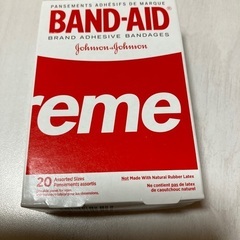 PANSEMENTS ADHÉSIFS DE MARQUE
BAND-AID®
BRAND ADHESIVE BANDAGES
Johnson & Johnson
reme
20 Assorted Sizes
Pansements assortis
Not Made With Natural Rubber Latex
Ne contient pas de latex
de caoutchouc naturel